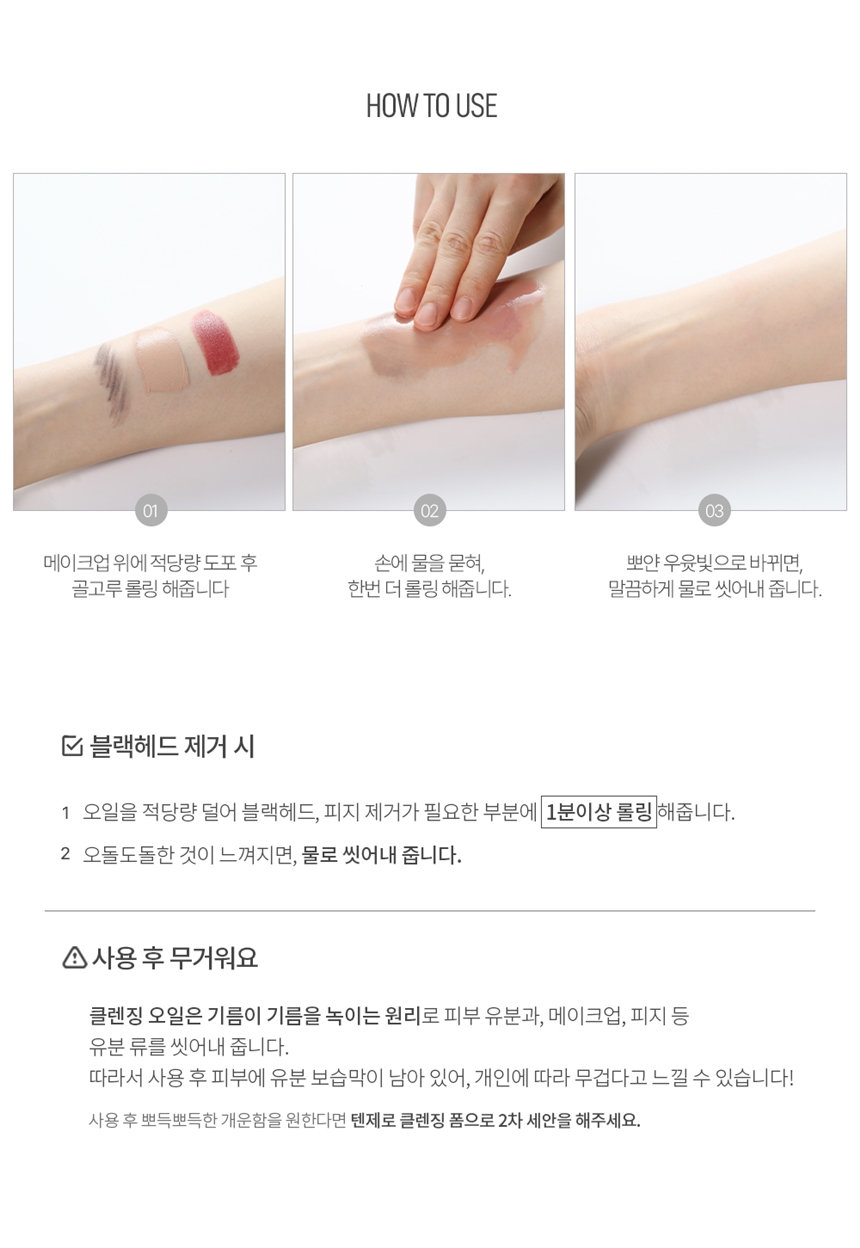 HOW TO USE
01
메이크업 위에 적당량 도포 후
골고루 롤링 해줍니다
02
손에 물을 묻혀,
한번 더 롤링 해줍니다.
03
뽀얀 우윳빛으로 바뀌면,
말끔하게 물로 씻어내 줍니다.
블랙헤드 제거 시
1 오일을 적당량 덜어 블랙헤드, 피지 제거가 필요한 부분에 1분이상 롤링해줍니다.
2 오돌도돌한 것이 느껴지면, 물로 씻어내 줍니다.
사용 후 무거워요
클렌징 오일은 기름이 기름을 녹이는 원리로 피부 유분과, 메이크업, 피지 등
유분 류를 씻어내 줍니다.
따라서 사용 후 피부에 유분 보습막이 남아 있어, 개인에 따라 무겁다고 느낄 수 있습니다!
사용 후 뽀득뽀득한 개운함을 원한다면 텐제로 클렌징 폼으로 2차 세안을 해주세요.